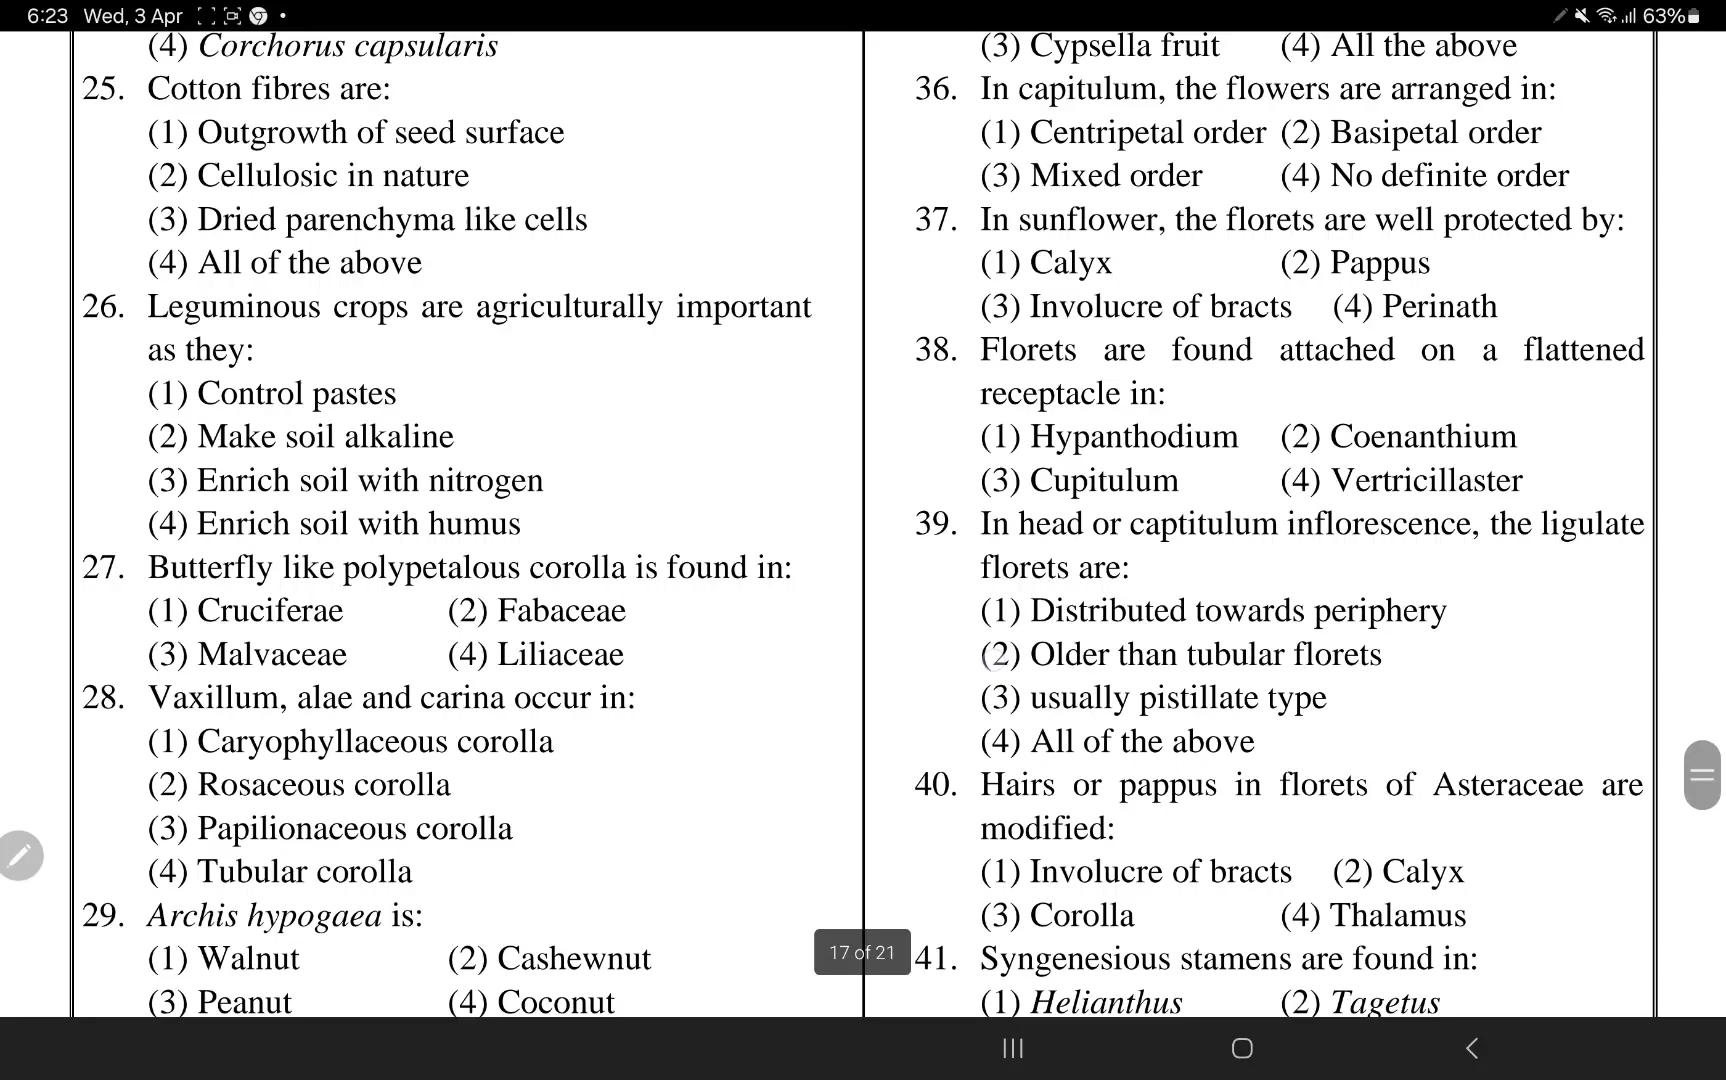 6:23 Wed, 3 Apr
63%
(4) Corchorus capsularis
25. Cotton fibres are:
(1) Outgrowth of seed surface
(2) Cellulosic in nature
(3) Dried parenchyma like cells
(4) All of the above
26. Leguminous crops are agriculturally important
as they:
(1) Control pastes
(2) Make soil alkaline
(3) Enrich soil with nitrogen
(4) Enrich soil with humus
27. Butterfly like polypetalous corolla is found in:
(1) Cruciferae (2) Fabaceae
(3) Malvaceae (4) Liliaceae
28. Vaxillum, alae and carina occur in:
(1) Caryophyllaceous corolla
(2) Rosaceous corolla
(3) Papilionaceous corolla
(4) Tubular corolla
29. Archis hypogaea is:
(1) Walnut (2) Cashewnut
(3) Peanut (4) Coconut
(3) Cypsella fruit (4) All the above
36. In capitulum, the flowers are arranged in:
(1) Centripetal order (2) Basipetal order
(3) Mixed order (4) No definite order
37. In sunflower, the florets are well protected by:
(1) Calyx (2) Pappus
(3) Involucre of bracts (4) Perinath
38. Florets are found attached on a flattened
receptacle in:
(1) Hypanthodium (2) Coenanthium
(3) Cupitulum (4) Vertricillaster
39. In head or captitulum inflorescence, the ligulate
florets are:
(1) Distributed towards periphery
(2) Older than tubular florets
(3) usually pistillate type
(4) All of the above
40. Hairs or pappus in florets of Asteraceae are
modified:
(1) Involucre of bracts (2) Calyx
(3) Corolla (4) Thalamus
41. Syngenesious stamens are found in:
(1) Helianthus (2) Tagetus
17 of 21